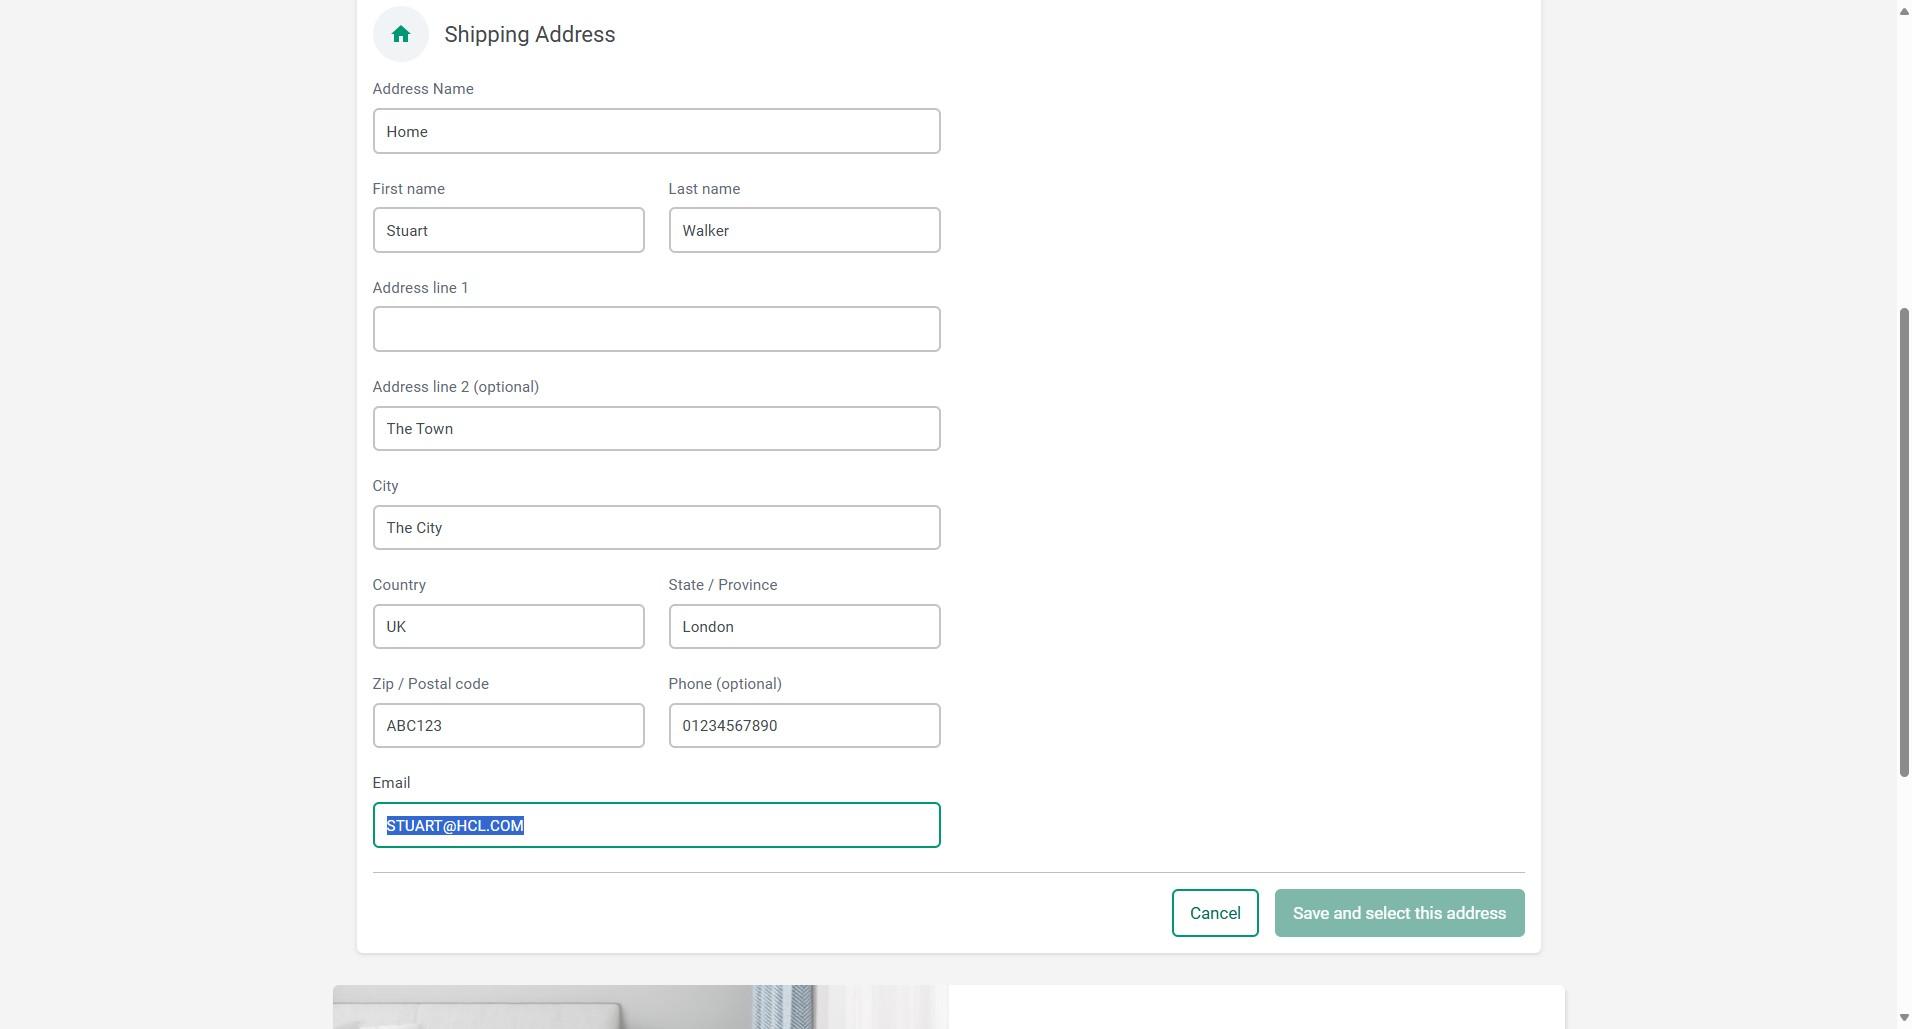 Shipping Address
Address Name
Home
First name
Last name
Stuart
Walker
Address line 1
Address line 2 (optional)
The Town
City
The City
Country
State / Province
UK
London
Zip / Postal code
Phone (optional)
ABC123
01234567890
Email
STUART@HCL.COM
Cancel
Save and select this address